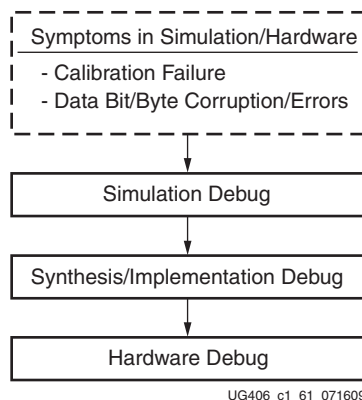 Symptoms in Simulation/Hardware
- Calibration Failure
- Data Bit/Byte Corruption/Errors
Simulation Debug
Synthesis/Implementation Debug
Hardware Debug
UG406_c1_61_071609